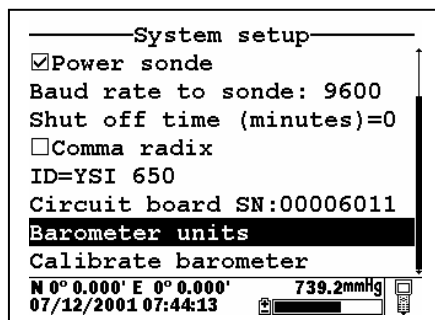 System setup
Power sonde
Baud rate to sonde: 9600
Shut off time (minutes)=0
Comma radix
ID=YSI 650
Circuit board SN:00006011
Barometer units
Calibrate barometer
N 0° 0.000' E 0° 0.000' 739.2mmHg
07/12/2001 07:44:13